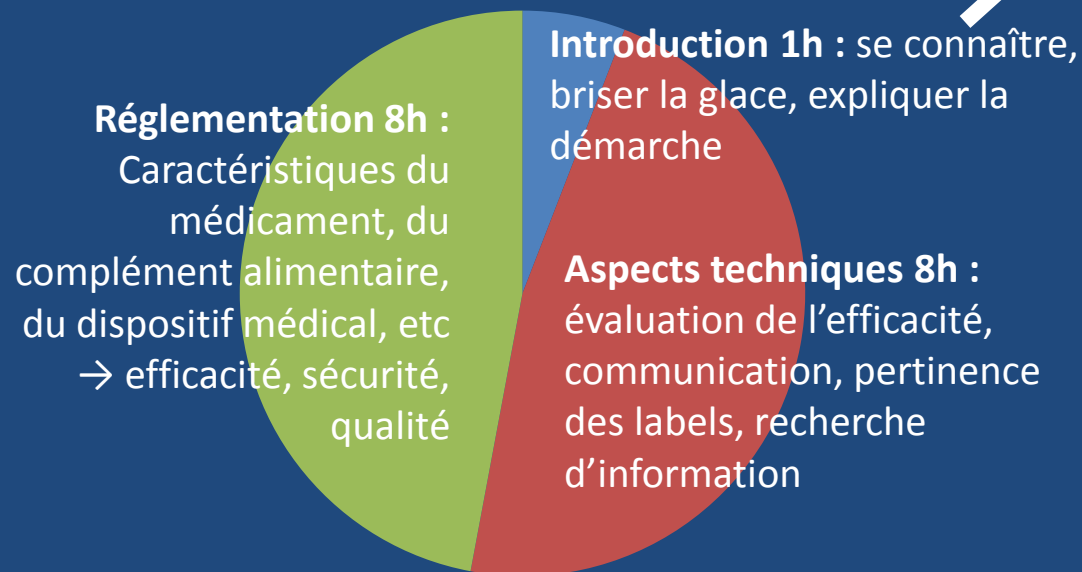 Introduction 1h : se connaître,
briser la glace, expliquer la
démarche
Réglementation 8h :
Caractéristiques du
médicament, du
complément alimentaire,
du dispositif médical, etc
→ efficacité, sécurité,
qualité
Aspects techniques 8h :
évaluation de l’efficacité,
communication, pertinence
des labels, recherche
d’information